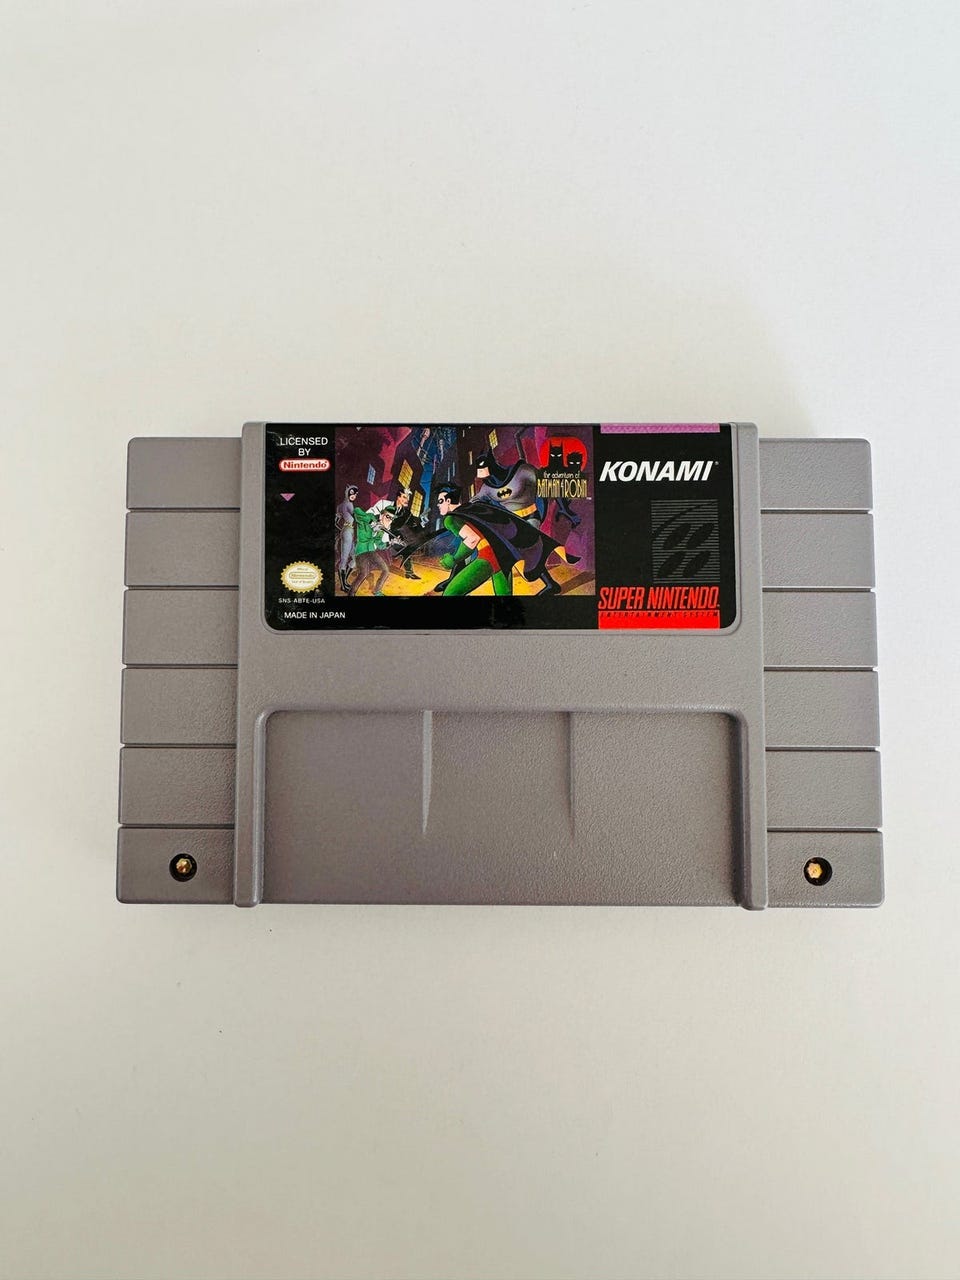 LICENSED
BY
Nintendo
the adventures of
BATMAN & ROBIN
KONAMI®
Nintendo
SNS-ABTE-USA
MADE IN JAPAN
SUPER NINTENDO
ENTERTAINMENT SYSTEM